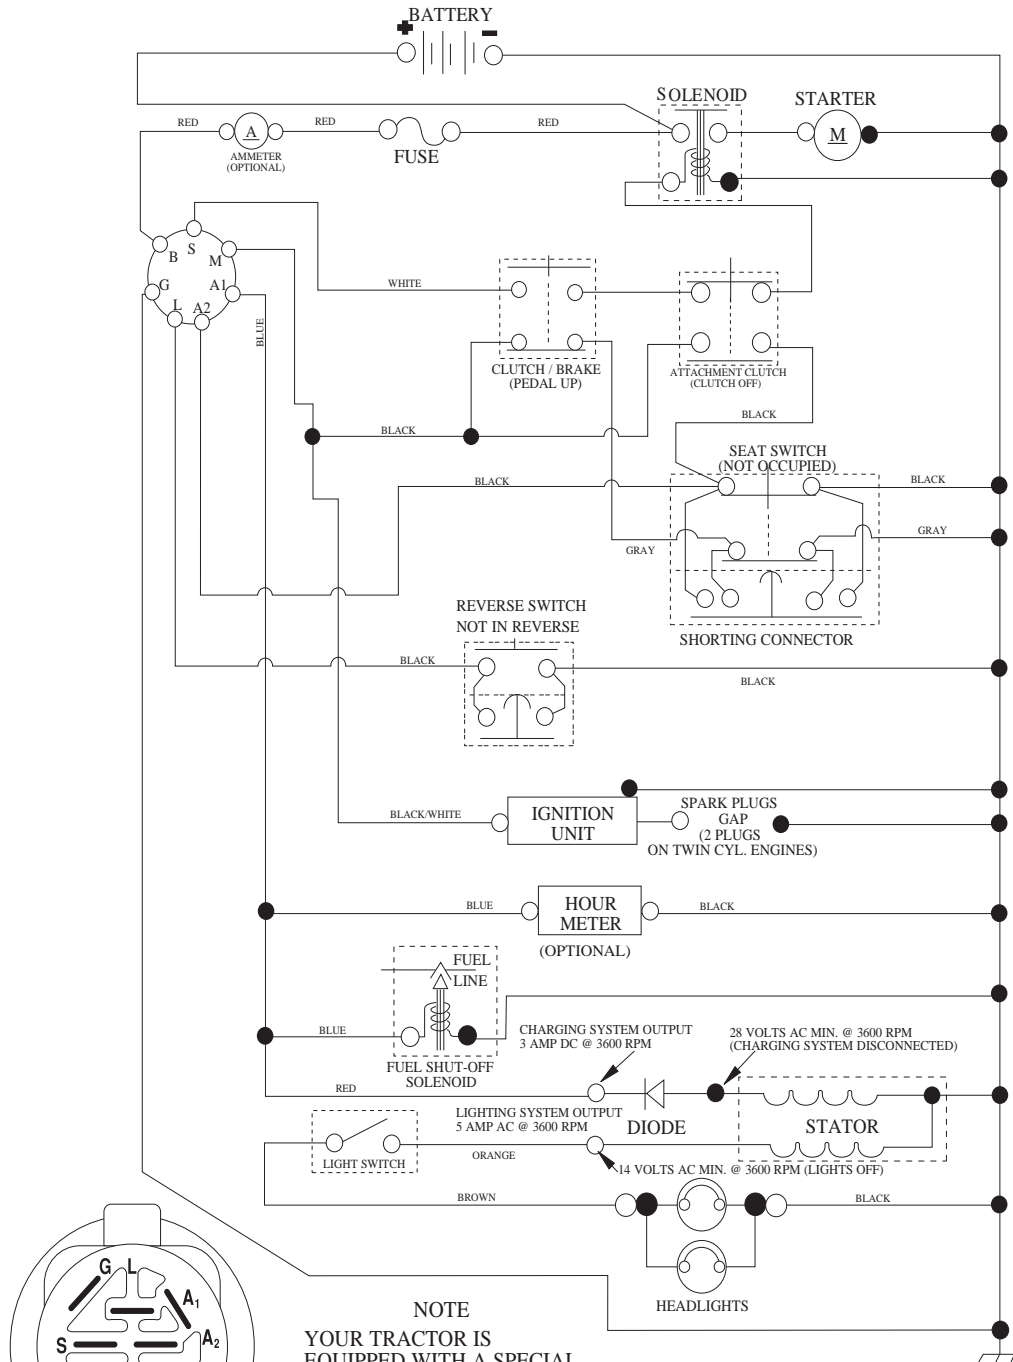 BATTERY
SOLENOID
STARTER
RED
A
RED
RED
M
AMMETER
(OPTIONAL)
FUSE
S
B
M
G
A1
L
A2
BLUE
WHITE
CLUTCH / BRAKE
(PEDAL UP)
ATTACHMENT CLUTCH
(CLUTCH OFF)
BLACK
BLACK
SEAT SWITCH
(NOT OCCUPIED)
BLACK
BLACK
GRAY
GRAY
REVERSE SWITCH
NOT IN REVERSE
SHORTING CONNECTOR
BLACK
BLACK
BLACK/WHITE
IGNITION
UNIT
SPARK PLUGS
GAP
(2 PLUGS
ON TWIN CYL. ENGINES)
BLUE
HOUR
METER
BLACK
(OPTIONAL)
FUEL
LINE
BLUE
FUEL SHUT-OFF
SOLENOID
CHARGING SYSTEM OUTPUT
3 AMP DC @ 3600 RPM
28 VOLTS AC MIN. @ 3600 RPM
(CHARGING SYSTEM DISCONNECTED)
RED
LIGHTING SYSTEM OUTPUT
5 AMP AC @ 3600 RPM
DIODE
STATOR
LIGHT SWITCH
ORANGE
14 VOLTS AC MIN. @ 3600 RPM (LIGHTS OFF)
BROWN
BLACK
HEADLIGHTS
G
L
A1
A2
S
NOTE
YOUR TRACTOR IS
EQUIPPED WITH A SPECIAL